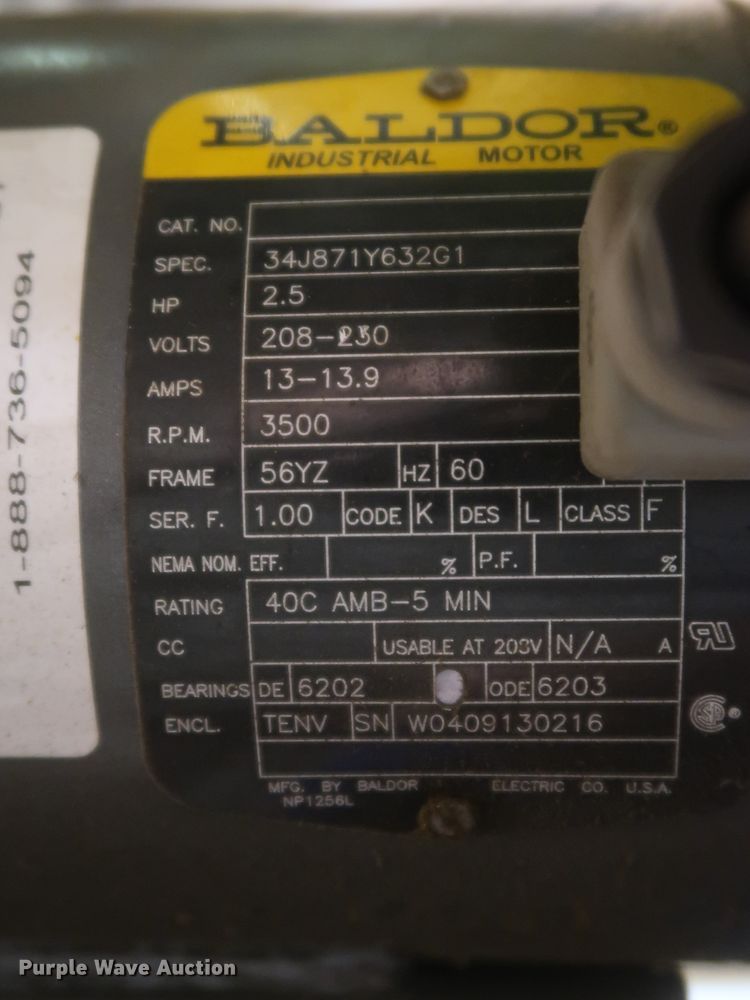 BALDOR®
INDUSTRIAL MOTOR
CAT. NO.
SPEC. 34J871Y632G1
HP 2.5
VOLTS 208-230
AMPS 13-13.9
R.P.M. 3500
FRAME 56YZ HZ 60
SER. F. 1.00 CODE K DES L CLASS F
NEMA NOM. EFF. % P.F. %
RATING 40C AMB-5 MIN
CC USABLE AT 208V N/A A
BEARINGS DE 6202 ODE 6203
ENCL. TENV SN W0409130216
MFG. BY BALDOR ELECTRIC CO. U.S.A.
NP1256L
1-888-736-5094
Purple Wave Auction